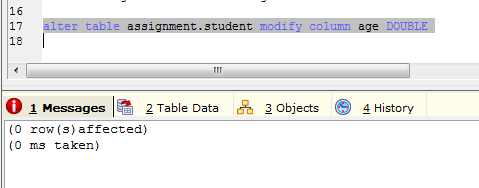 16
17 alter table assignment.student modify column age DOUBLE
18
1 Messages 2 Table Data 3 Objects 4 History
(0 row(s)affected)
(0 ms taken)